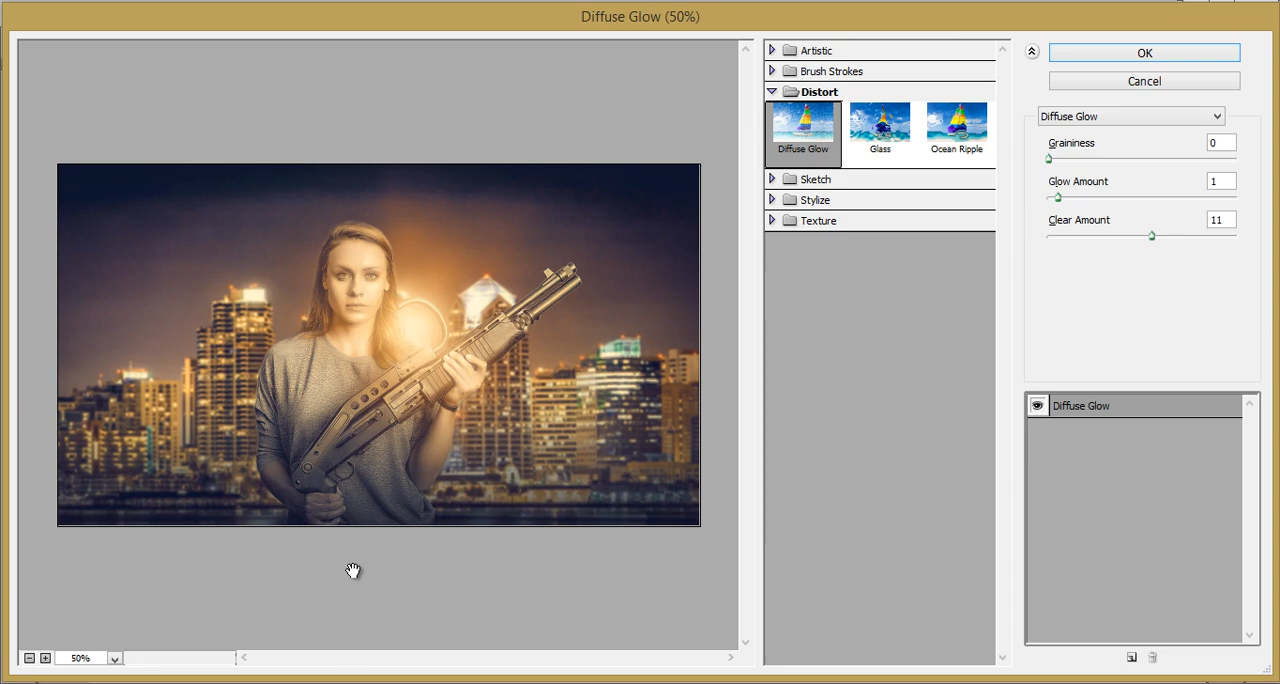 Diffuse Glow (50%)
Artistic
Brush Strokes
Distort
Diffuse Glow
Glass
Ocean Ripple
Sketch
Stylize
Texture
OK
Cancel
Diffuse Glow
Graininess
0
Glow Amount
1
Clear Amount
11
Diffuse Glow
50%